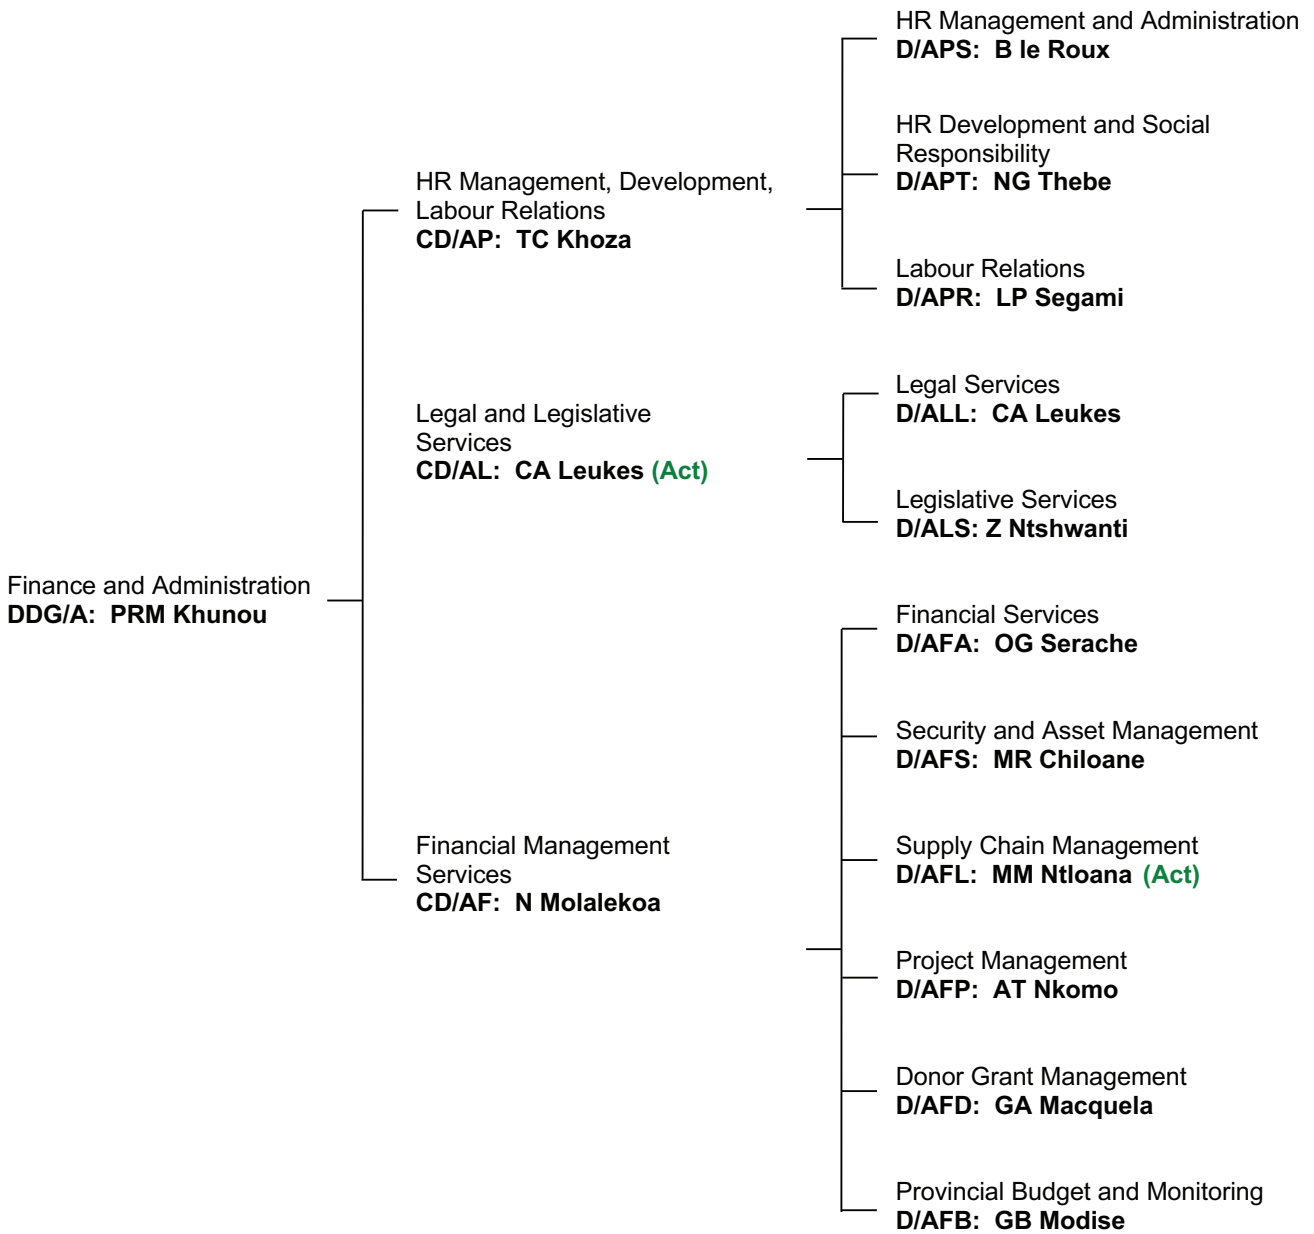 Finance and Administration
DDG/A: PRM Khunou
HR Management, Development,
Labour Relations
CD/AP: TC Khoza
HR Management and Administration
D/APS: B le Roux
HR Development and Social
Responsibility
D/APT: NG Thebe
Labour Relations
D/APR: LP Segami
Legal and Legislative
Services
CD/AL: CA Leukes (Act)
Legal Services
D/ALL: CA Leukes
Legislative Services
D/ALS: Z Ntshwanti
Financial Management
Services
CD/AF: N Molalekoa
Financial Services
D/AFA: OG Serache
Security and Asset Management
D/AFS: MR Chiloane
Supply Chain Management
D/AFL: MM Ntloana (Act)
Project Management
D/AFP: AT Nkomo
Donor Grant Management
D/AFD: GA Macquela
Provincial Budget and Monitoring
D/AFB: GB Modise